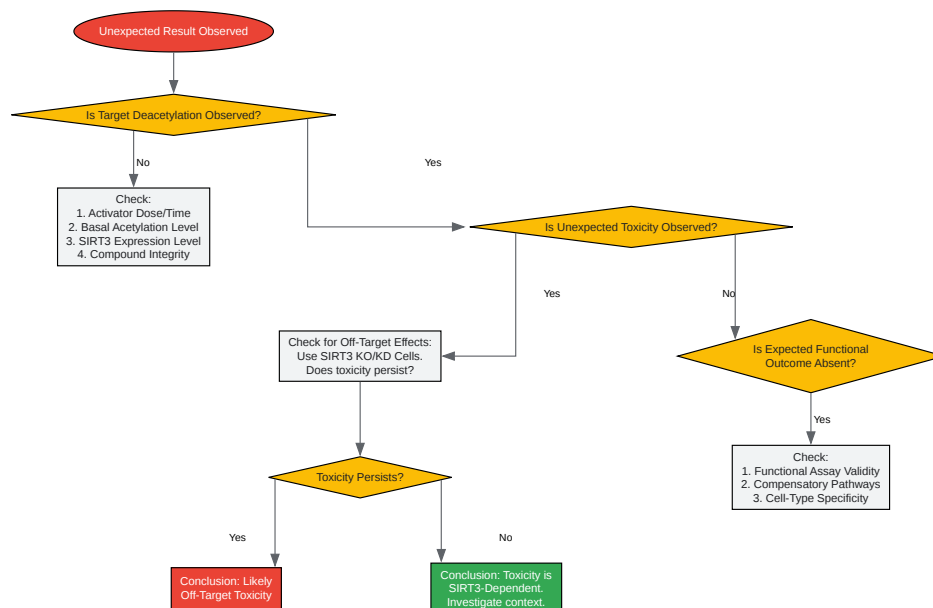 Unexpected Result Observed
Is Target Deacetylation Observed?
No
Yes
Check:
1. Activator Dose/Time
2. Basal Acetylation Level
3. SIRT3 Expression Level
4. Compound Integrity
Is Unexpected Toxicity Observed?
Yes
No
Check for Off-Target Effects:
Use SIRT3 KO/KD Cells.
Does toxicity persist?
Is Expected Functional
Outcome Absent?
Yes
Check:
1. Functional Assay Validity
2. Compensatory Pathways
3. Cell-Type Specificity
Toxicity Persists?
Yes
No
Conclusion: Likely
Off-Target Toxicity
Conclusion: Toxicity is
SIRT3-Dependent.
Investigate context.